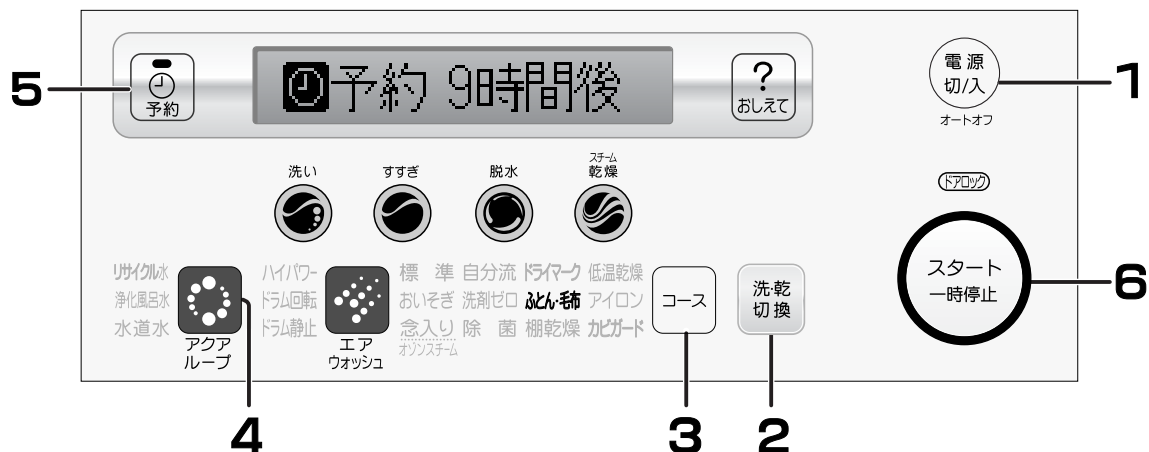 5
予約
予約 9時間後
?
おしえて
電源
切/入
オートオフ
1
洗い
すすぎ
脱水
スチーム
乾燥
ドアロック
スタート
一時停止
6
リサイクル水
浄化風呂水
水道水
アクア
ループ
4
ハイパワー
ドラム回転
ドラム静止
エア
ウォッシュ
標準 自分流 ドライマーク 低温乾燥
おいそぎ 洗剤ゼロ ふとん・毛布 アイロン
念入り 除菌 棚乾燥 カビガード
オゾンスチーム
コース
3
洗・乾
切換
2